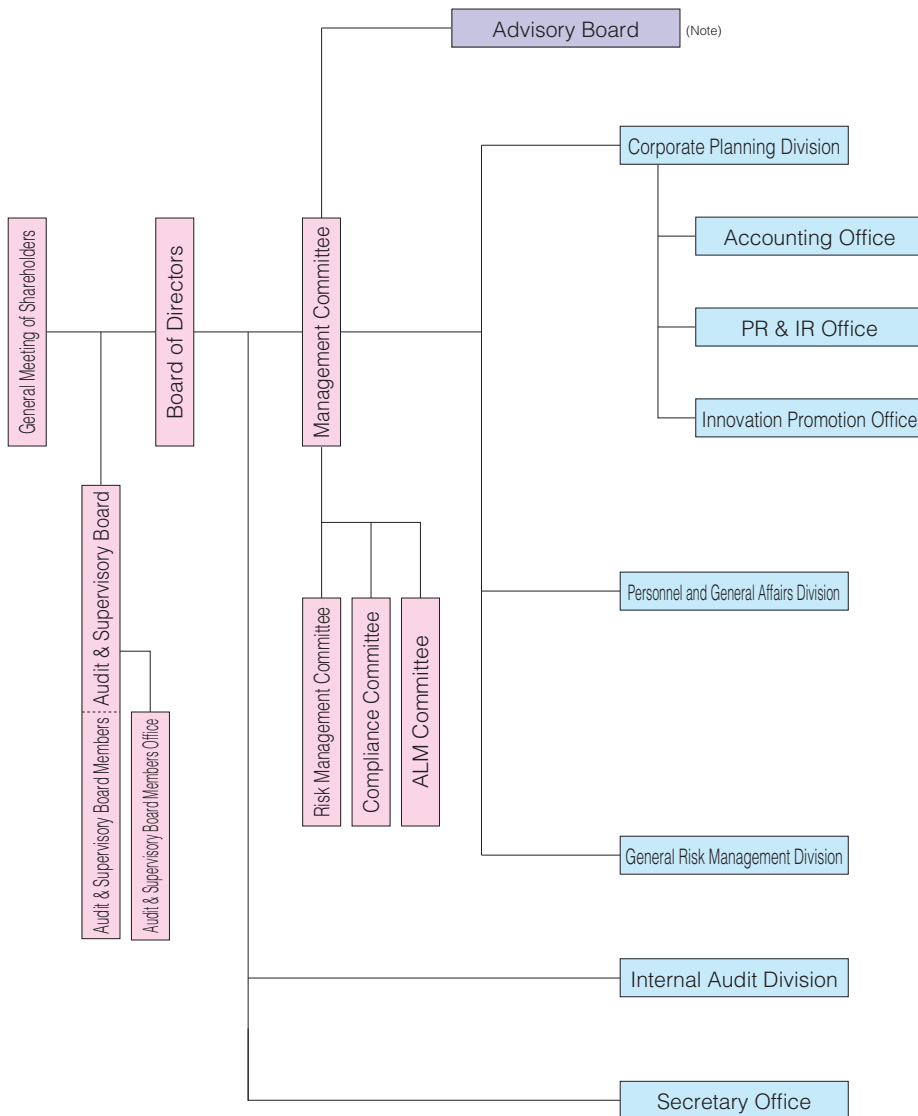 Advisory Board
(Note)
Corporate Planning Division
Accounting Office
PR & IR Office
Innovation Promotion Office
General Meeting of Shareholders
Board of Directors
Management Committee
Audit & Supervisory Board
Audit & Supervisory Board Members
Audit & Supervisory Board Members Office
Risk Management Committee
Compliance Committee
ALM Committee
Personnel and General Affairs Division
General Risk Management Division
Internal Audit Division
Secretary Office